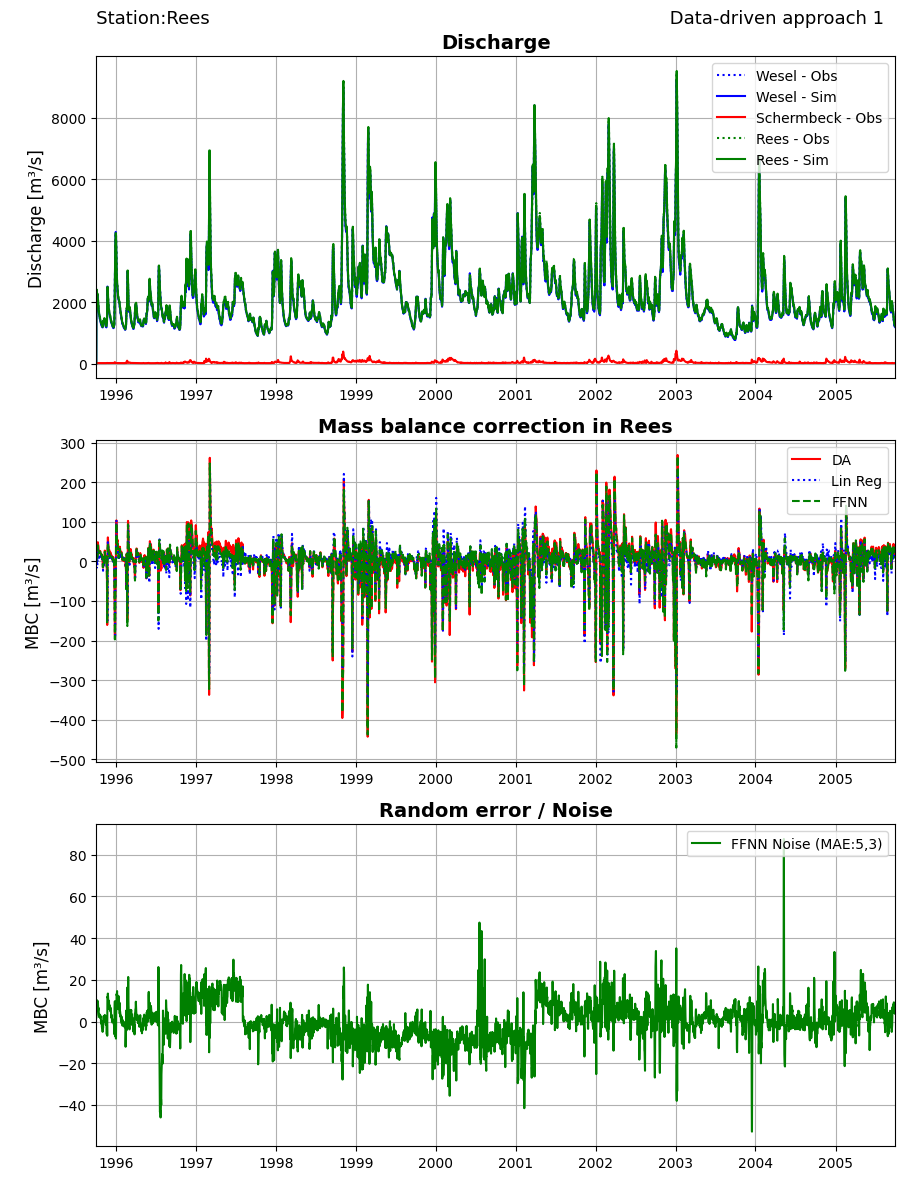 Station:Rees
Data-driven approach 1
Discharge
Discharge [m³/s]
8000
6000
4000
2000
0
Wesel - Obs
Wesel - Sim
Schermbeck - Obs
Rees - Obs
Rees - Sim
1996 1997 1998 1999 2000 2001 2002 2003 2004 2005
Mass balance correction in Rees
MBC [m³/s]
300
200
100
0
−100
−200
−300
−400
−500
DA
Lin Reg
FFNN
1996 1997 1998 1999 2000 2001 2002 2003 2004 2005
Random error / Noise
MBC [m³/s]
80
60
40
20
0
−20
−40
FFNN Noise (MAE:5,3)
1996 1997 1998 1999 2000 2001 2002 2003 2004 2005